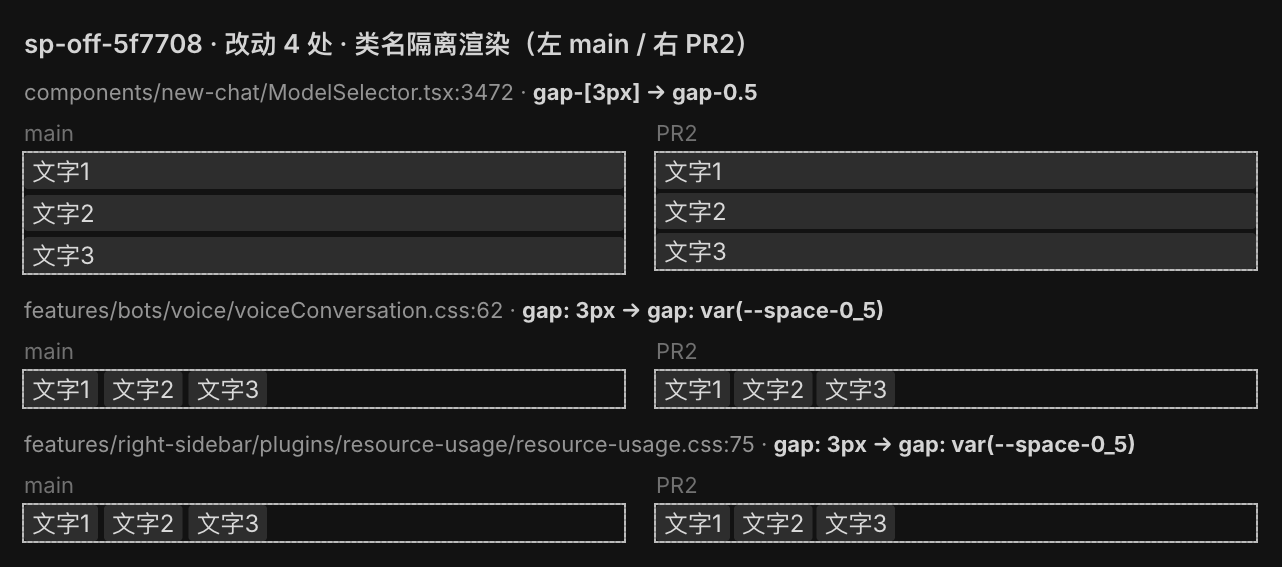 sp-off-5f7708 · 改动 4 处 · 类名隔离渲染（左 main / 右 PR2）
components/new-chat/ModelSelector.tsx:3472 · gap-[3px] → gap-0.5
main PR2
文字1 文字1
文字2 文字2
文字3 文字3
features/bots/voice/voiceConversation.css:62 · gap: 3px → gap: var(--space-0_5)
main PR2
文字1 文字2 文字3 文字1 文字2 文字3
features/right-sidebar/plugins/resource-usage/resource-usage.css:75 · gap: 3px → gap: var(--space-0_5)
main PR2
文字1 文字2 文字3 文字1 文字2 文字3